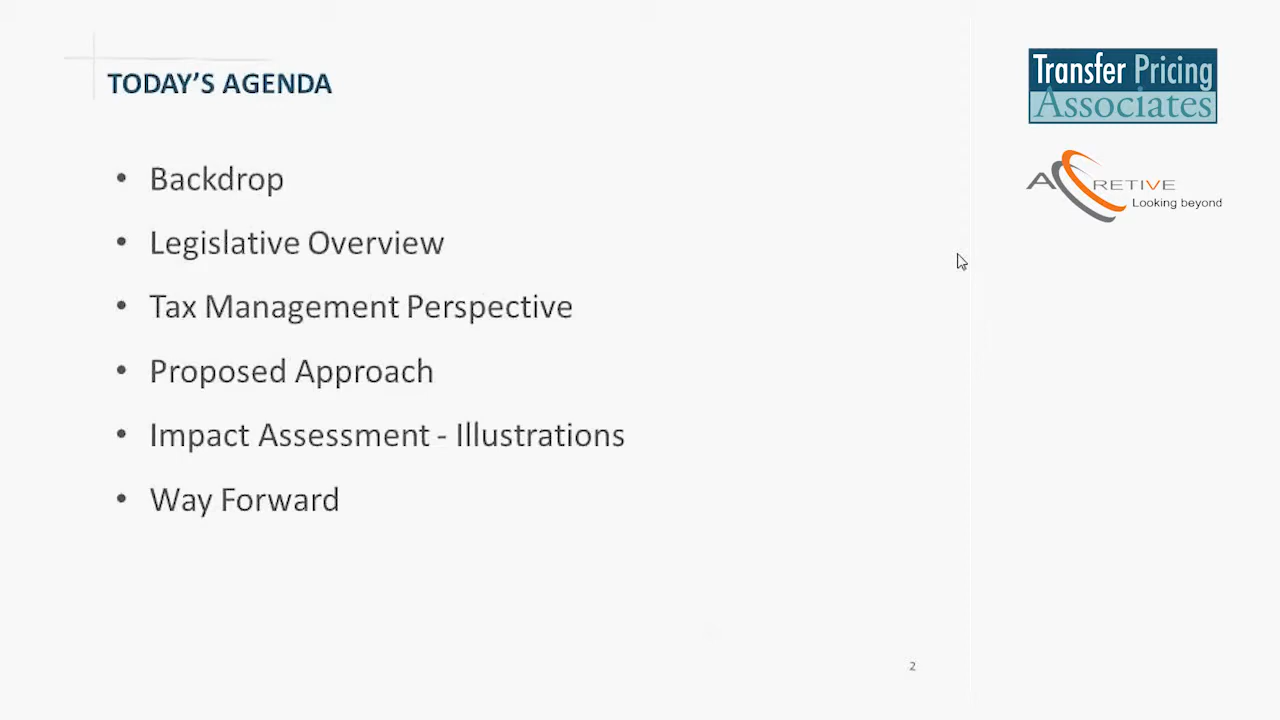 TODAY'S AGENDA
• Backdrop
• Legislative Overview
• Tax Management Perspective
• Proposed Approach
• Impact Assessment - Illustrations
• Way Forward
Transfer Pricing
Associates
ACCRETIVE
Looking beyond
2